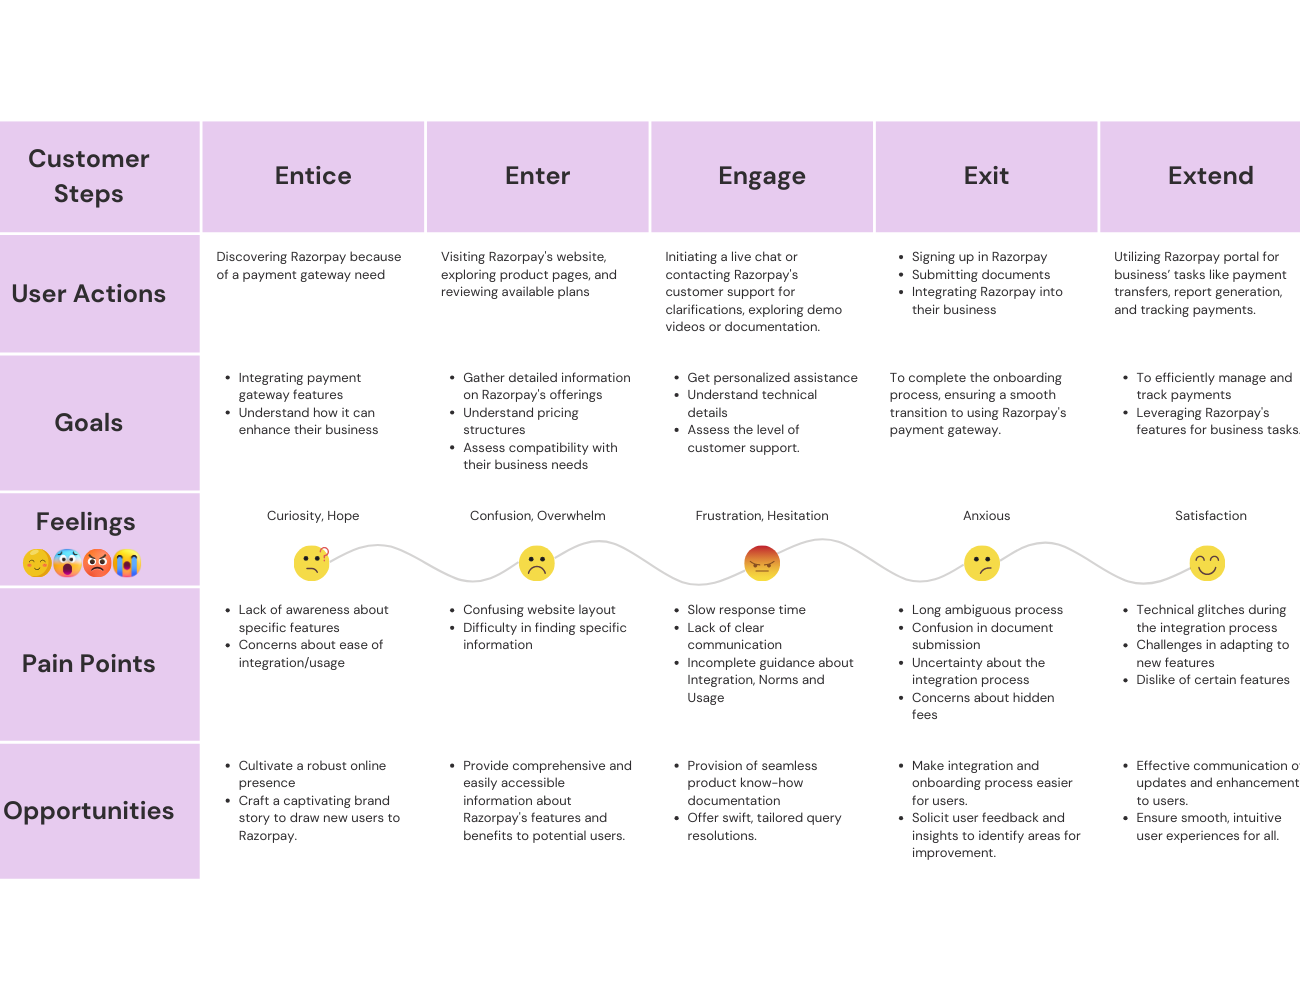 Customer
Steps
Entice
Enter
Engage
Exit
Extend
User Actions
Discovering Razorpay because
of a payment gateway need
Visiting Razorpay's website,
exploring product pages, and
reviewing available plans
Initiating a live chat or
contacting Razorpay's
customer support for
clarifications, exploring demo
videos or documentation.
• Signing up in Razorpay
• Submitting documents
• Integrating Razorpay into
their business
Utilizing Razorpay portal for
business' tasks like payment
transfers, report generation,
and tracking payments.
Goals
• Integrating payment
gateway features
• Understand how it can
enhance their business
• Gather detailed information
on Razorpay's offerings
• Understand pricing
structures
• Assess compatibility with
their business needs
• Get personalized assistance
• Understand technical
details
• Assess the level of
customer support.
To complete the onboarding
process, ensuring a smooth
transition to using Razorpay's
payment gateway.
• To efficiently manage and
track payments
• Leveraging Razorpay's
features for business tasks.
Feelings
Curiosity, Hope
Confusion, Overwhelm
Frustration, Hesitation
Anxious
Satisfaction
Pain Points
• Lack of awareness about
specific features
• Concerns about ease of
integration/usage
• Confusing website layout
• Difficulty in finding specific
information
• Slow response time
• Lack of clear
communication
• Incomplete guidance about
Integration, Norms and
Usage
• Long ambiguous process
• Confusion in document
submission
• Uncertainty about the
integration process
• Concerns about hidden
fees
• Technical glitches during
the integration process
• Challenges in adapting to
new features
• Dislike of certain features
Opportunities
• Cultivate a robust online
presence
• Craft a captivating brand
story to draw new users to
Razorpay.
• Provide comprehensive and
easily accessible
information about
Razorpay's features and
benefits to potential users.
• Provision of seamless
product know-how
documentation
• Offer swift, tailored query
resolutions.
• Make integration and
onboarding process easier
for users.
• Solicit user feedback and
insights to identify areas for
improvement.
• Effective communication of
updates and enhancement
to users.
• Ensure smooth, intuitive
user experiences for all.